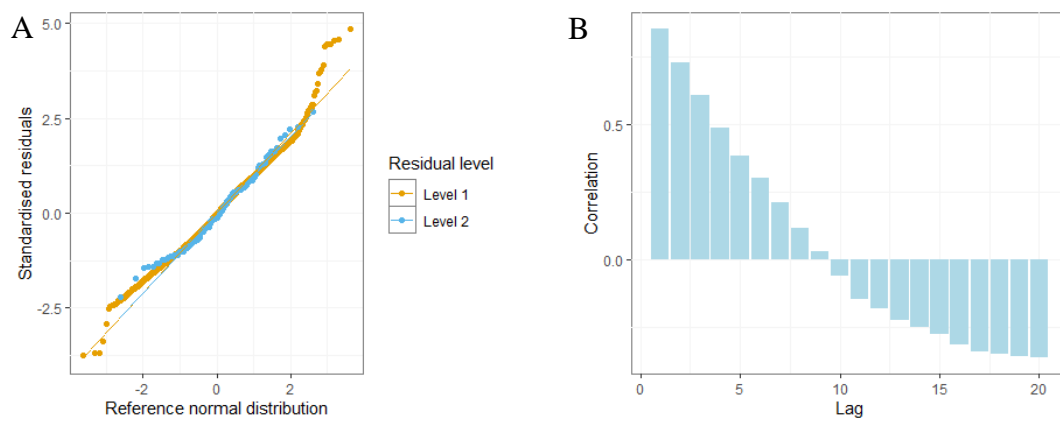 A
5.0
2.5
0.0
-2.5
Standardised residuals
-2
0
2
Reference normal distribution
Residual level
Level 1
Level 2
B
0.5
0.0
Correlation
0
5
10
15
20
Lag